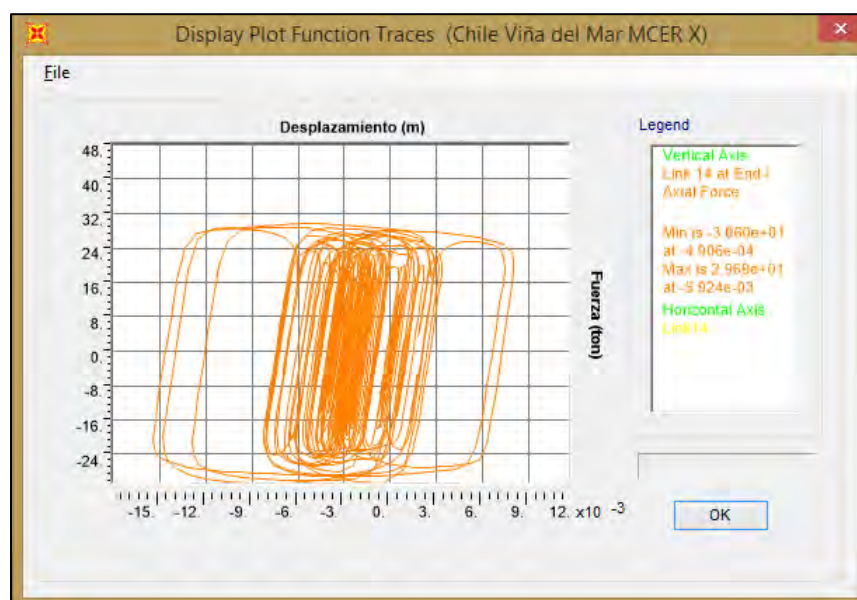 Display Plot Function Traces (Chile Viña del Mar MCER X)
File
Desplazamiento (m)
48.
40.
32.
24.
16.
8.
0.
-8.
-16.
-24.
Fuerza (ton)
-15. -12. -9. -6. -3. 0. 3. 6. 9. 12. x10 -3
Legend
Vertical Axis
Link 14 at End-I
Axial Force
Min is -3.060e+01
at -4.906e-04
Max is 2.969e+01
at -5.924e-03
Horizontal Axis
Link14
OK